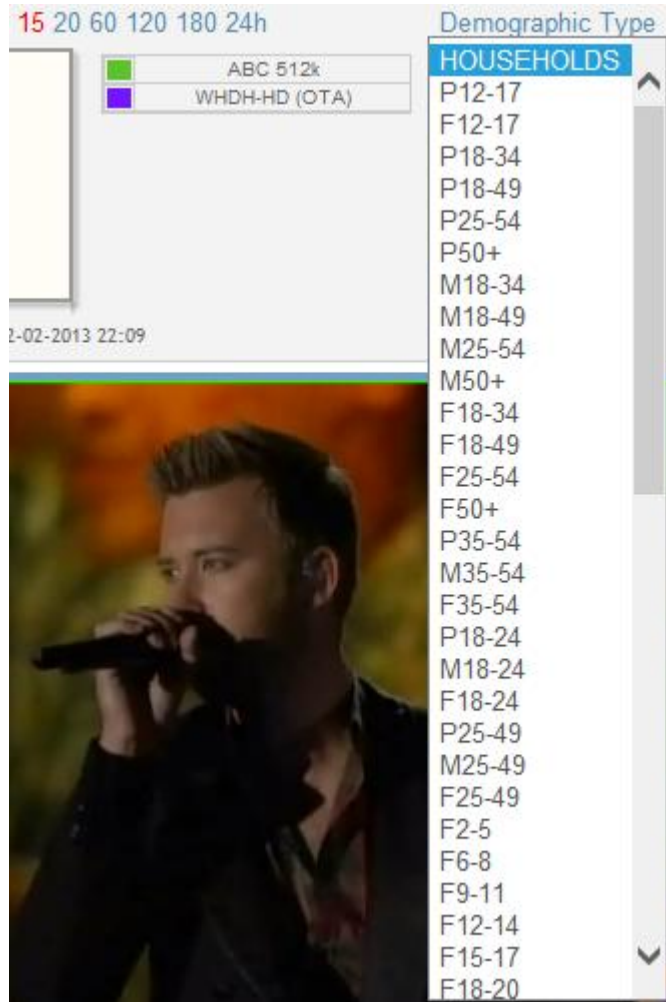 15 20 60 120 180 24h
ABC 512k
WHDH-HD (OTA)
2-02-2013 22:09
Demographic Type
HOUSEHOLDS
P12-17
F12-17
P18-34
P18-49
P25-54
P50+
M18-34
M18-49
M25-54
M50+
F18-34
F18-49
F25-54
F50+
P35-54
M35-54
F35-54
P18-24
M18-24
F18-24
P25-49
M25-49
F25-49
F2-5
F6-8
F9-11
F12-14
F15-17
F18-20